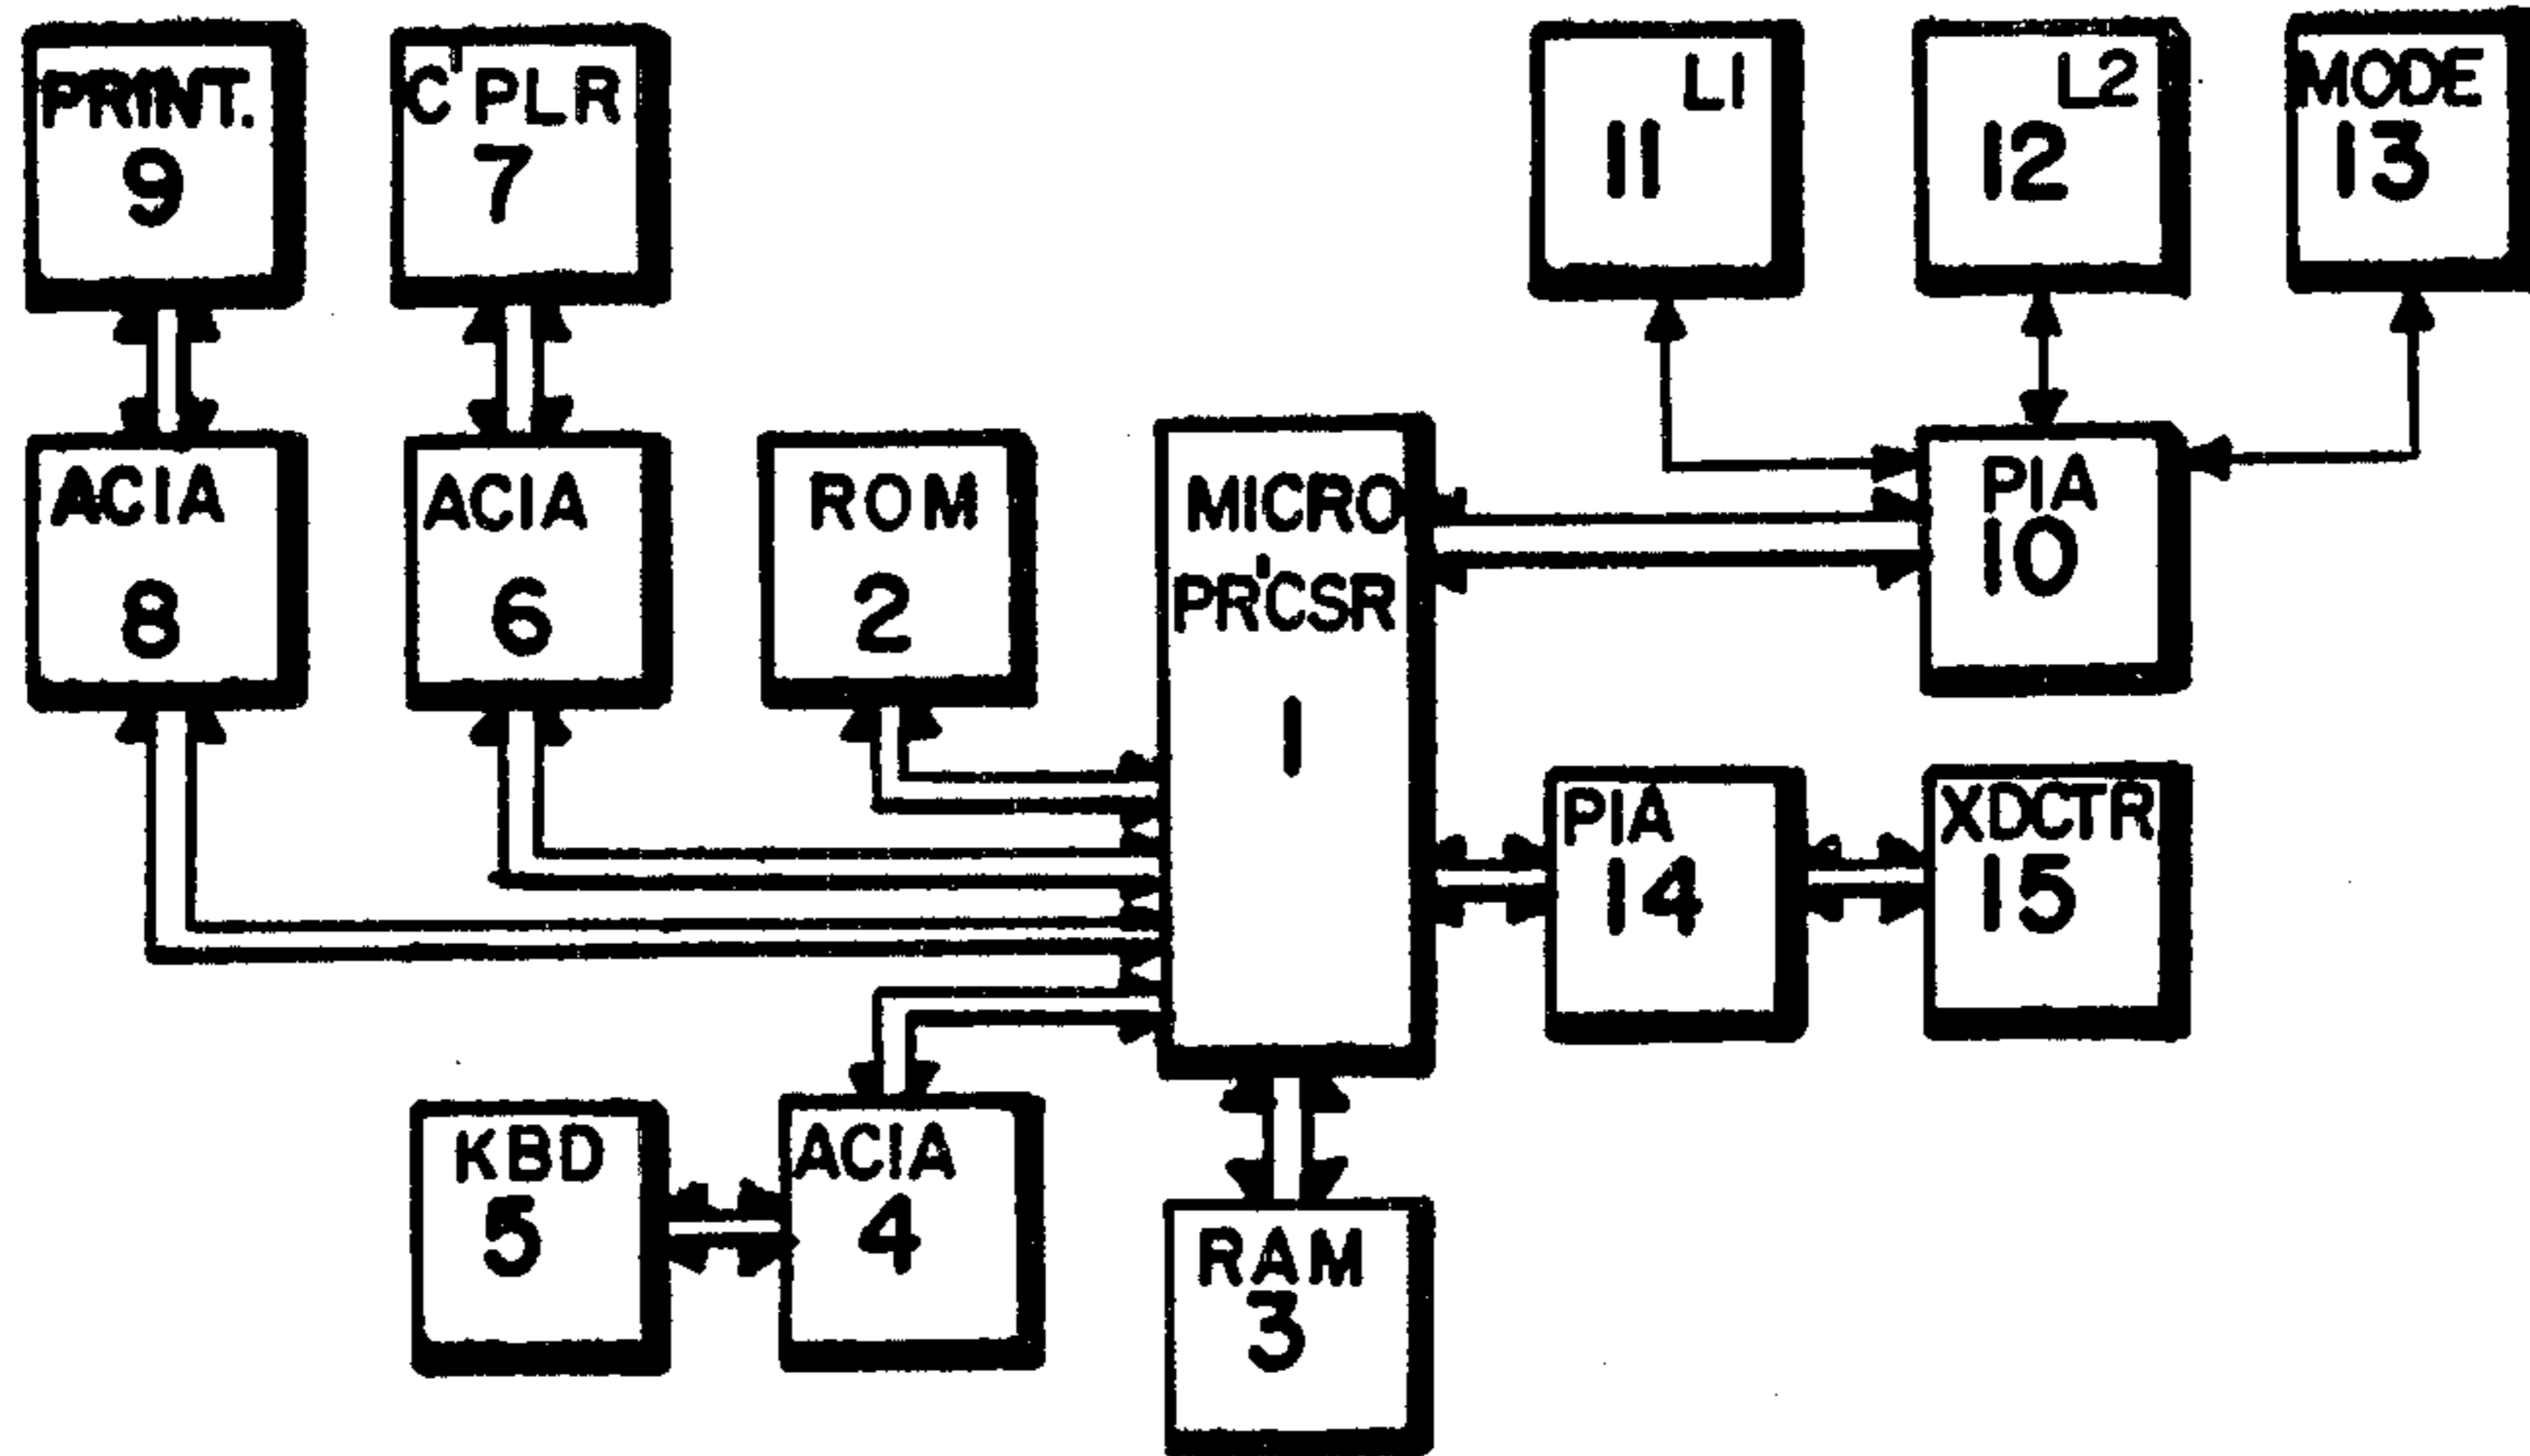 PRINT.
9
C'PLR
7
L1
11
L2
12
MODE
13
ACIA
8
ACIA
6
ROM
2
MICRO
PR'CSR
1
PIA
10
PIA
14
XDCTR
15
KBD
5
ACIA
4
RAM
3